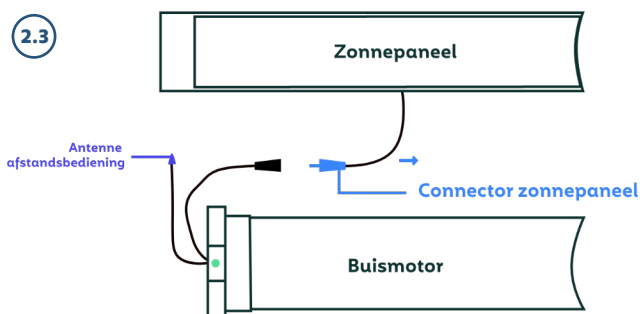 2.3
Zonnepaneel
Antenne
afstandsbediening
Connector zonnepaneel
Buismotor